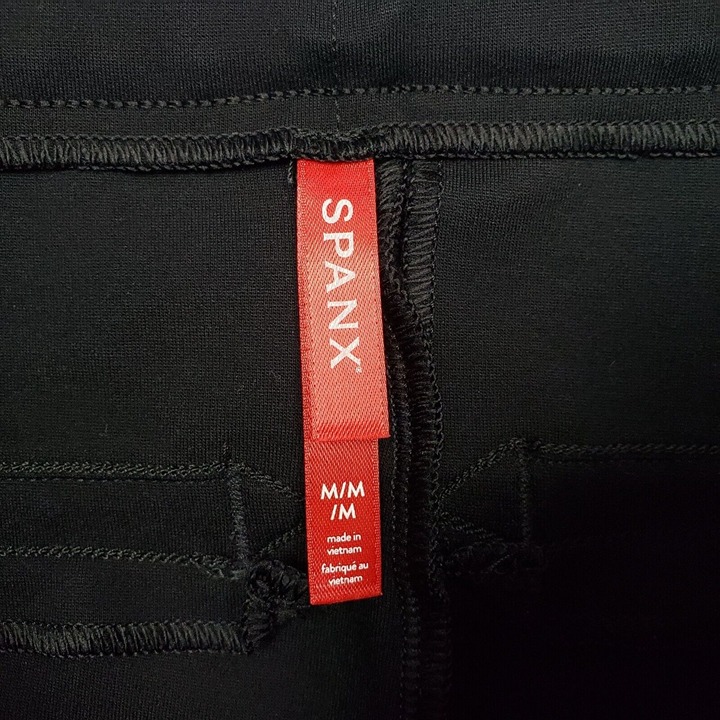 SPANX
M/M
/M
made in
vietnam
fabriqué au
vietnam